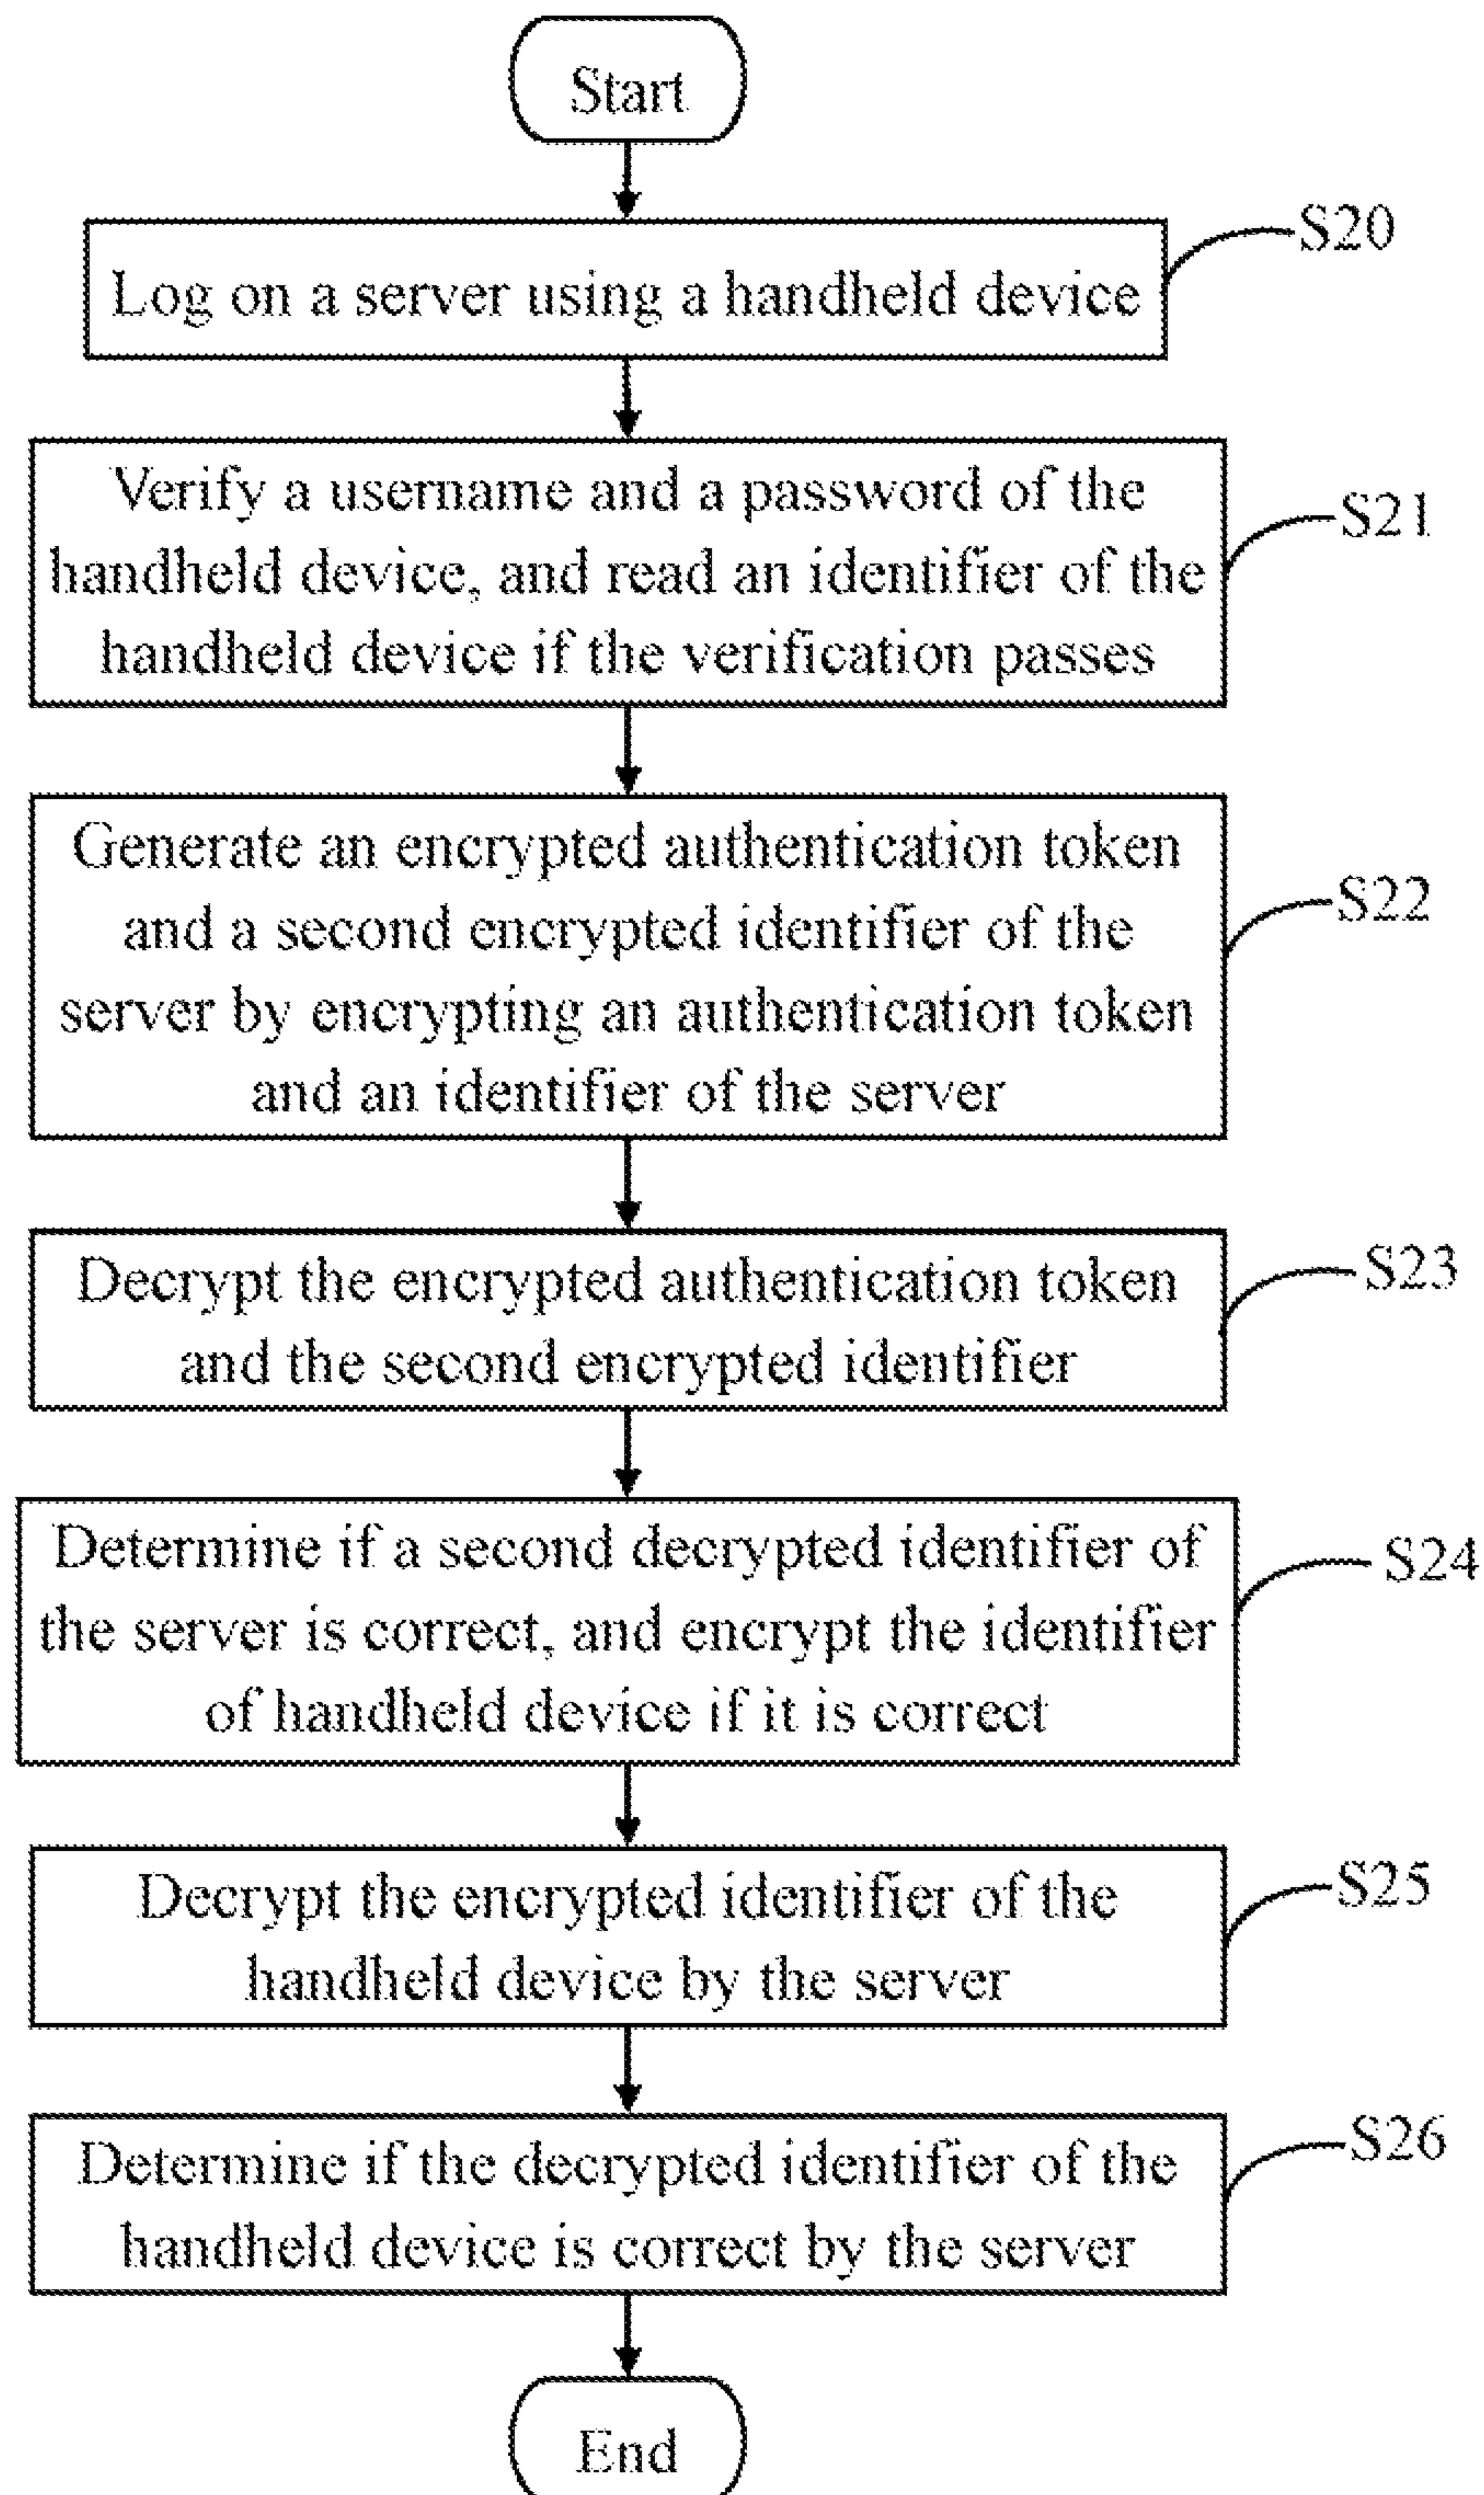 Start
S20
Log on a server using a handheld device
Verify a username and a password of the
S21
handheld device, and read an identifier of the
handheld device if the verification passes
Generate an encrypted authentication token
S22
and a second encrypted identifier of the
server by encrypting an authentication token
and an identifier of the server
S23
Decrypt the encrypted authentication token
and the second encrypted identifier
Determine if a second decrypted identifier of
S24
the server is correct, and encrypt the identifier
of handheld device if it is correct
S25
Decrypt the encrypted identifier of the
handheld device by the server
S26
Determine if the decrypted identifier of the
handheld device is correct by the server
End